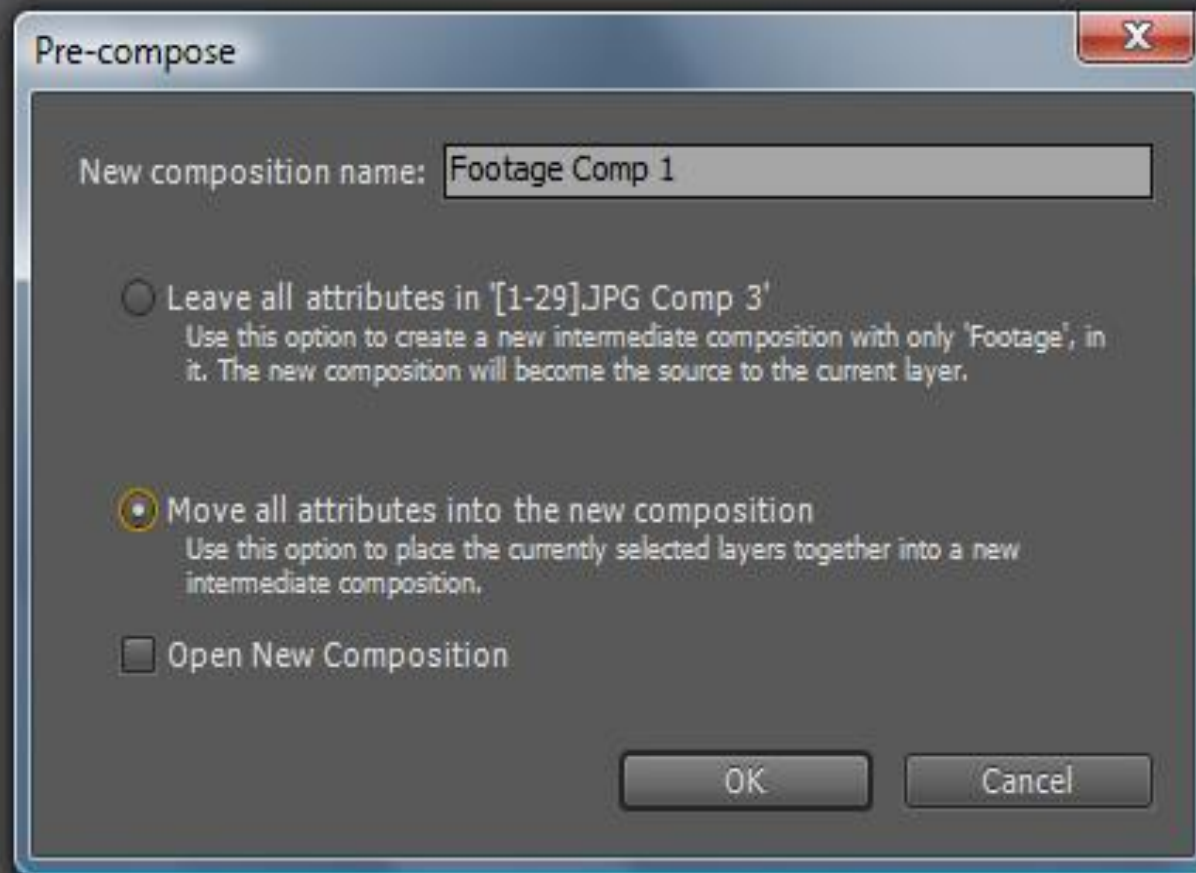 Pre-compose
New composition name: Footage Comp 1
Leave all attributes in '[1-29].JPG Comp 3'
Use this option to create a new intermediate composition with only 'Footage', in
it. The new composition will become the source to the current layer.
Move all attributes into the new composition
Use this option to place the currently selected layers together into a new
intermediate composition.
Open New Composition
OK Cancel